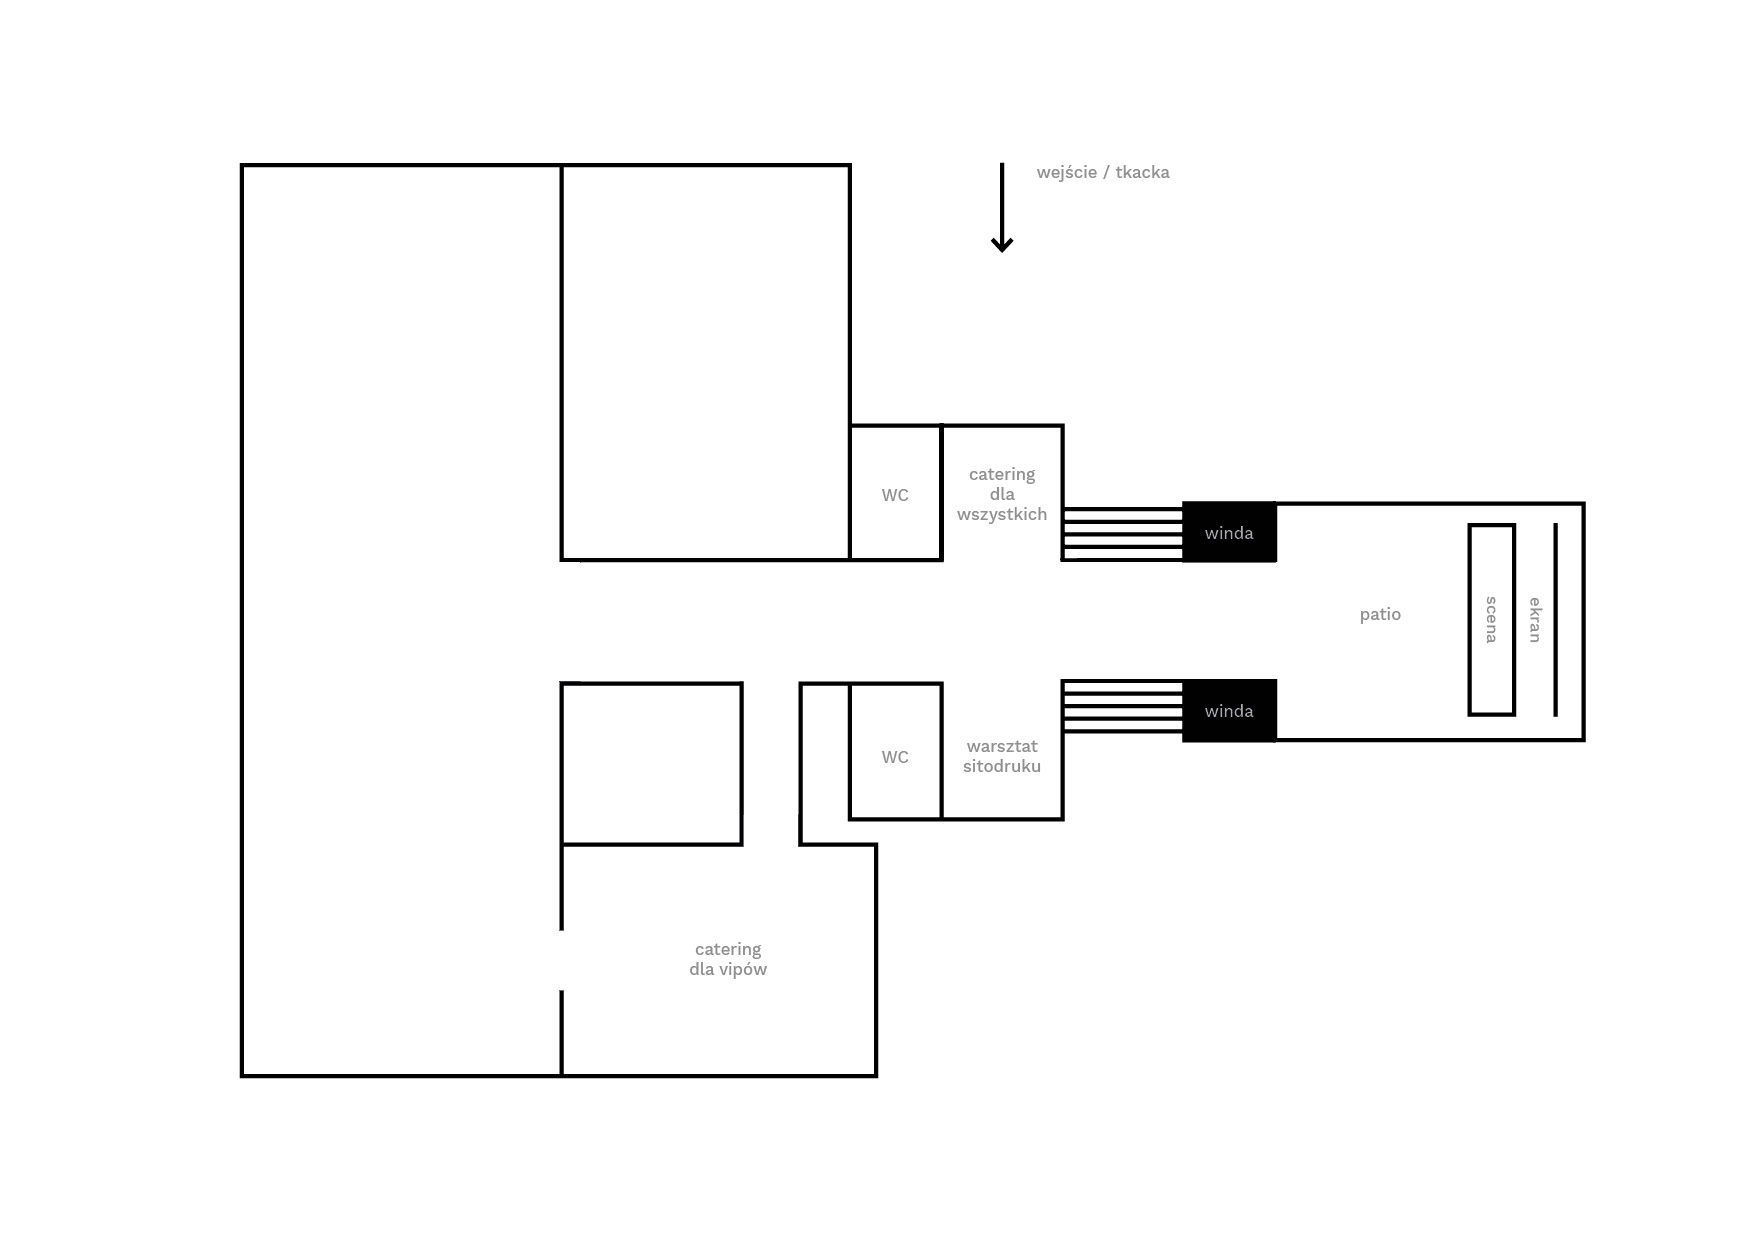 wejście / tkacka
WC
catering
dla
wszystkich
winda
patio
scena
ekran
winda
WC
warsztat
sitodruku
catering
dla vipów